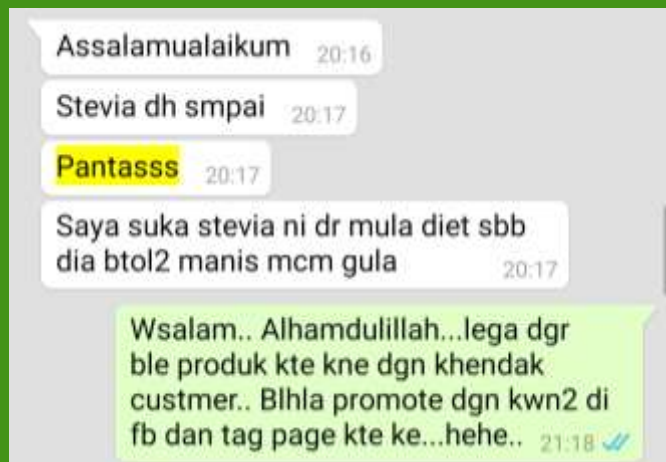 Assalamualaikum 20:16
Stevia dh smpai 20:17
Pantasss 20:17
Saya suka stevia ni dr mula diet sbb
dia btol2 manis mcm gula 20:17
Wsalam.. Alhamdulillah...lega dgr
ble produk kte kne dgn khendak
custmer.. Blhla promote dgn kwn2 di
fb dan tag page kte ke...hehe.. 21:18